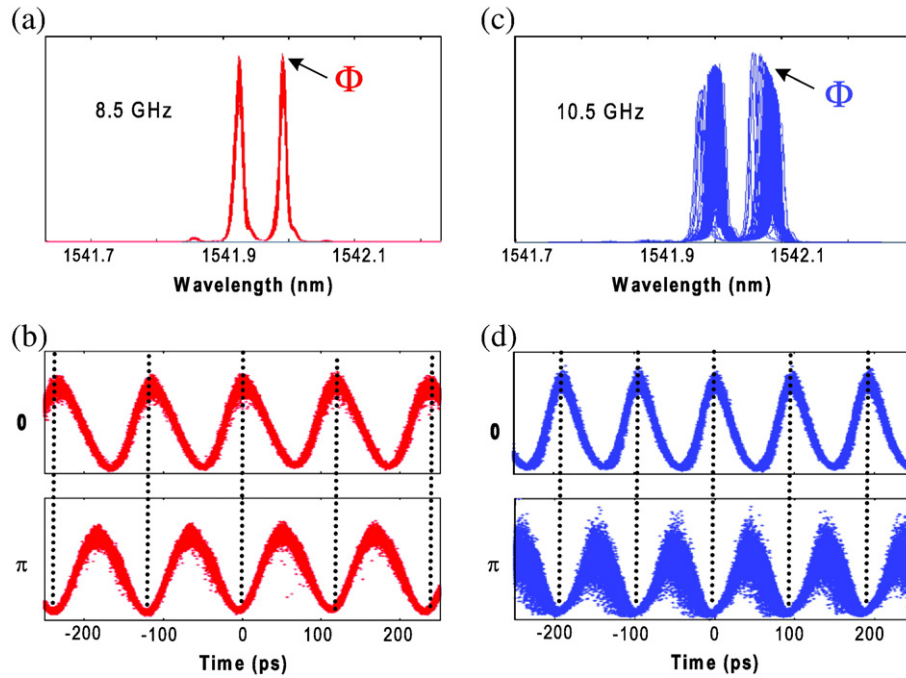 (a)
Φ
8.5 GHz
1541.7
1541.9
1542.1
Wavelength (nm)
(c)
Φ
10.5 GHz
1541.7
1541.9
1542.1
Wavelength (nm)
(b)
0
π
-200
-100
0
100
200
Time (ps)
(d)
0
π
-200
-100
0
100
200
Time (ps)